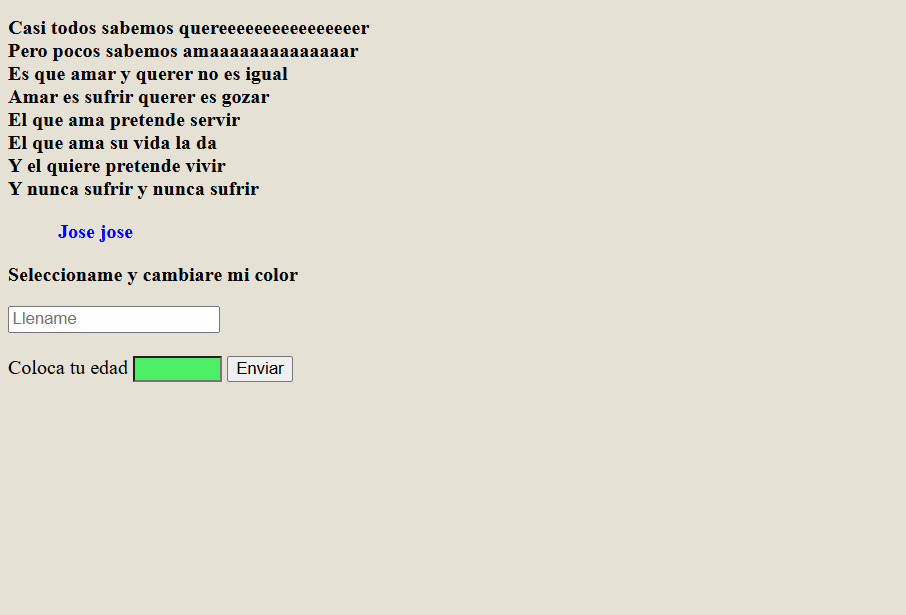 Casi todos sabemos quereeeeeeeeeeeeeeeer
Pero pocos sabemos amaaaaaaaaaaaaaar
Es que amar y querer no es igual
Amar es sufrir querer es gozar
El que ama pretende servir
El que ama su vida la da
Y el quiere pretende vivir
Y nunca sufrir y nunca sufrir
Jose jose
Seleccioname y cambiare mi color
Llename
Coloca tu edad Enviar